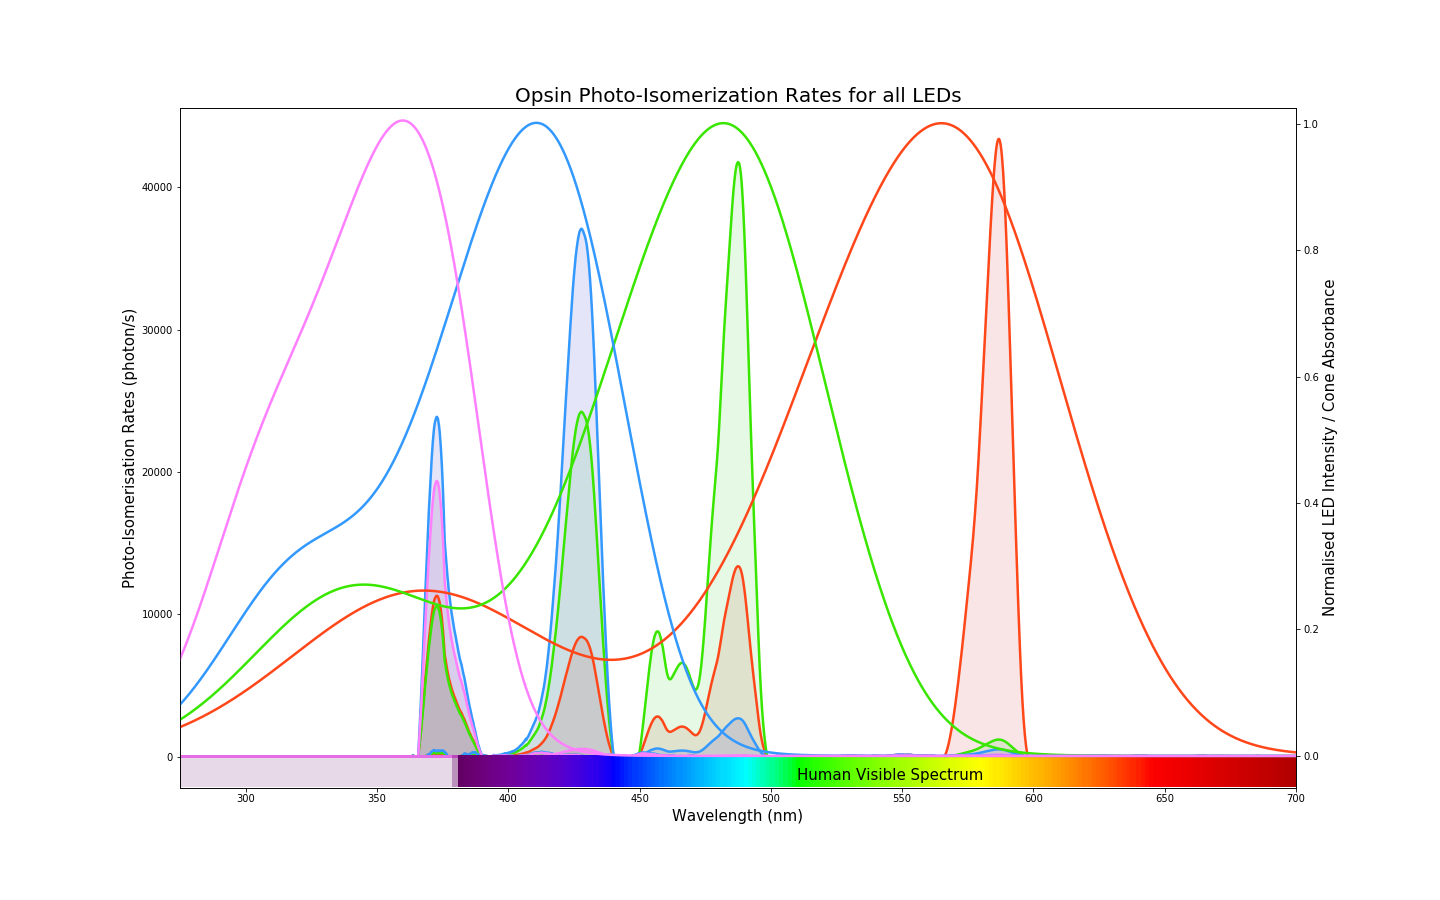 Opsin Photo-Isomerization Rates for all LEDs
Photo-Isomerisation Rates (photon/s)
40000
30000
20000
10000
0
1.0
0.8
0.6
0.4
0.2
0.0
Normalised LED Intensity / Cone Absorbance
Human Visible Spectrum
300 350 400 450 500 550 600 650 700
Wavelength (nm)